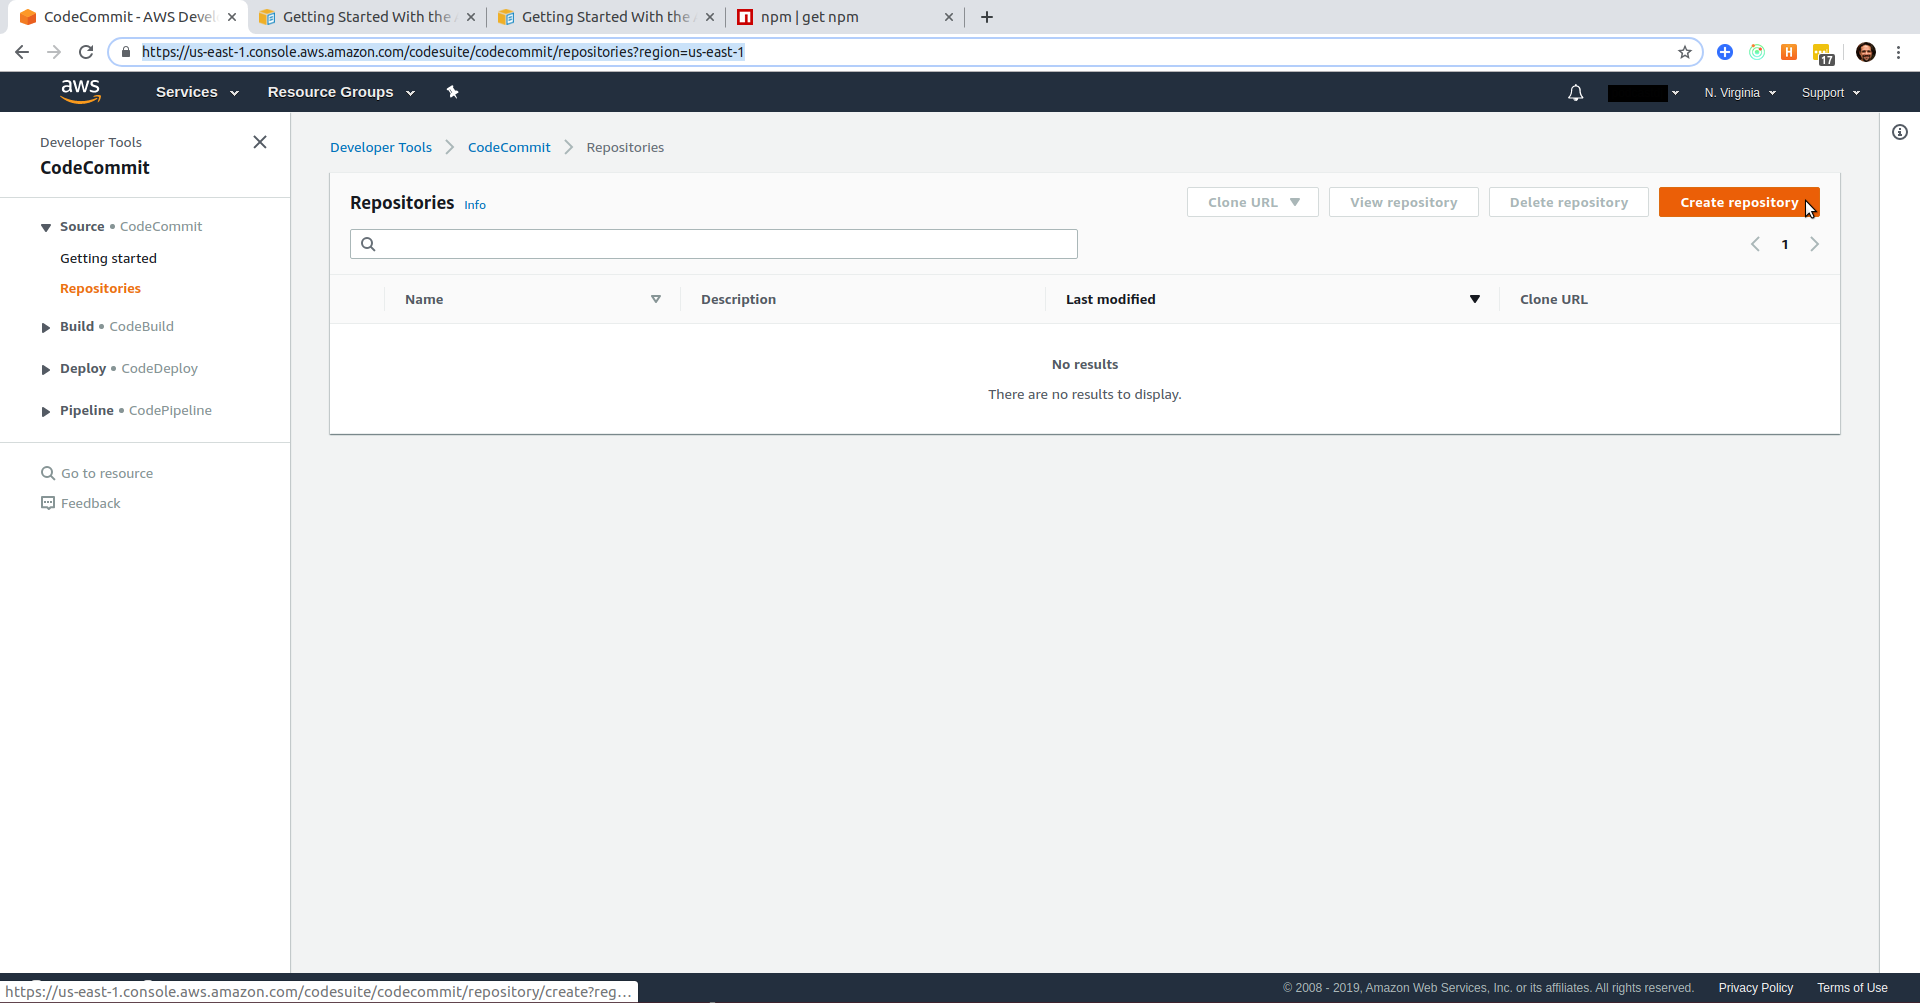 CodeCommit - AWS Devel
Getting Started With the A
Getting Started With the A
npm | get npm
https://us-east-1.console.aws.amazon.com/codesuite/codecommit/repositories?region=us-east-1
H
17
aws
Services
Resource Groups
N. Virginia
Support
Developer Tools
CodeCommit
Source • CodeCommit
Getting started
Repositories
Build • CodeBuild
Deploy • CodeDeploy
Pipeline • CodePipeline
Go to resource
Feedback
Developer Tools
CodeCommit
Repositories
Repositories Info
Clone URL
View repository
Delete repository
Create repository
1
Name
Description
Last modified
Clone URL
No results
There are no results to display.
https://us-east-1.console.aws.amazon.com/codesuite/codecommit/repository/create?reg...
© 2008 - 2019, Amazon Web Services, Inc. or its affiliates. All rights reserved.
Privacy Policy
Terms of Use